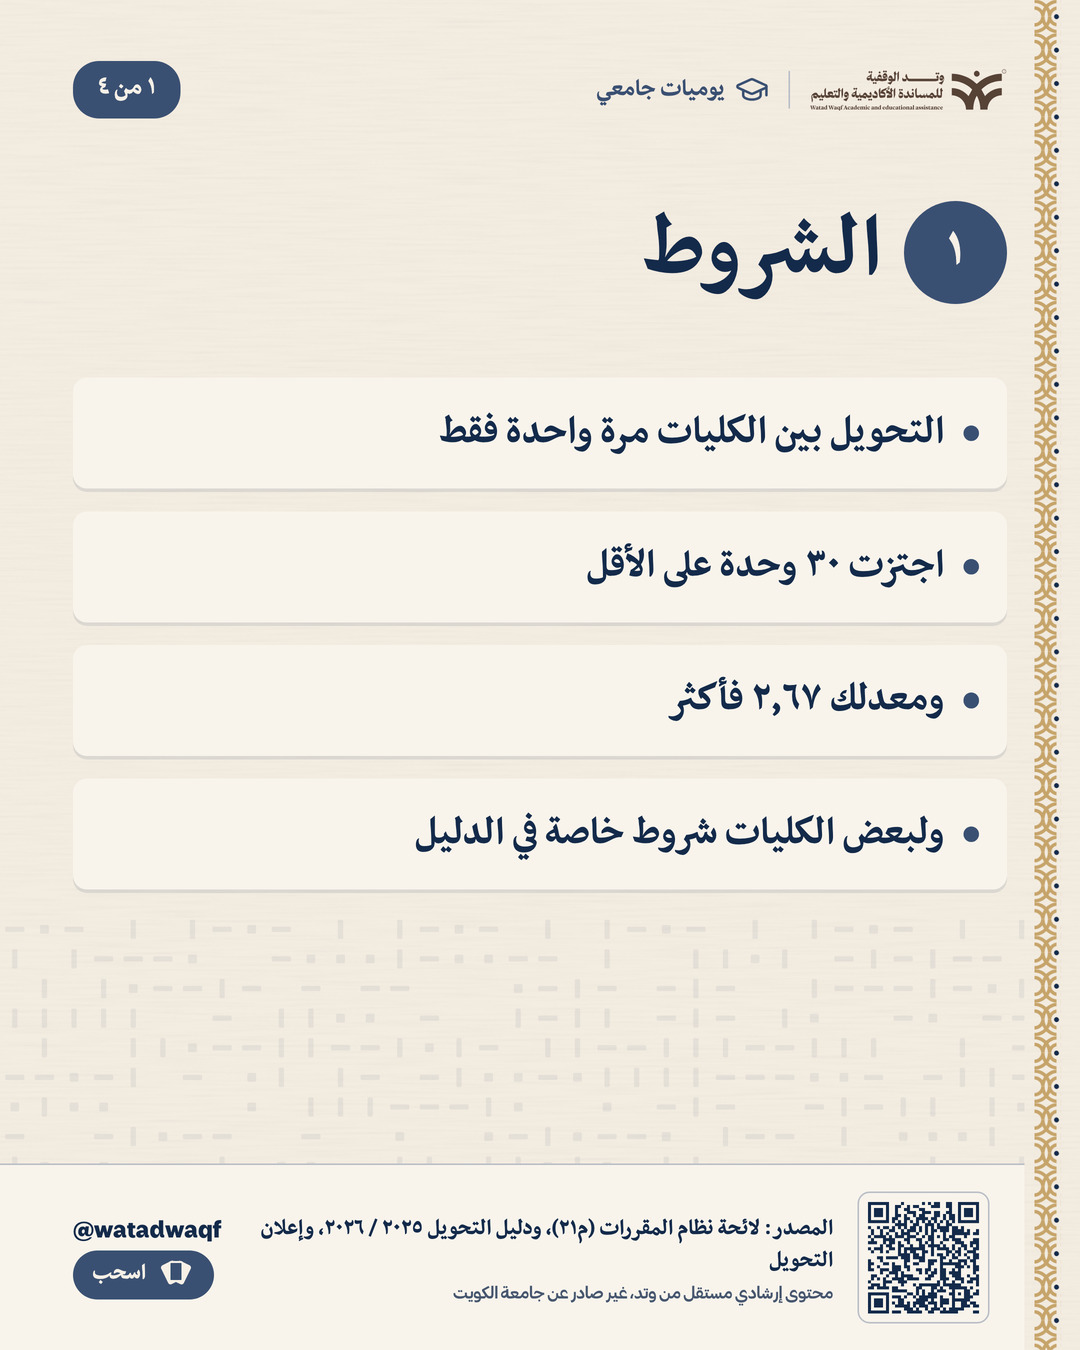 وتــد الوقفية
للمساندة الأكاديمية والتعليم
Watad Waqf Academic and educational assistance
يوميات جامعي
١ من ٤
١
الشروط
التحويل بين الكليات مرة واحدة فقط
اجتزت ٣٠ وحدة على الأقل
ومعدلك ٢,٦٧ فأكثر
ولبعض الكليات شروط خاصة في الدليل
المصدر: لائحة نظام المقررات (م٢١)، ودليل التحويل ٢٠٢٥ / ٢٠٢٦، وإعلان
التحويل
محتوى إرشادي مستقل من وتد، غير صادر عن جامعة الكويت
@watadwaqf
اسحب